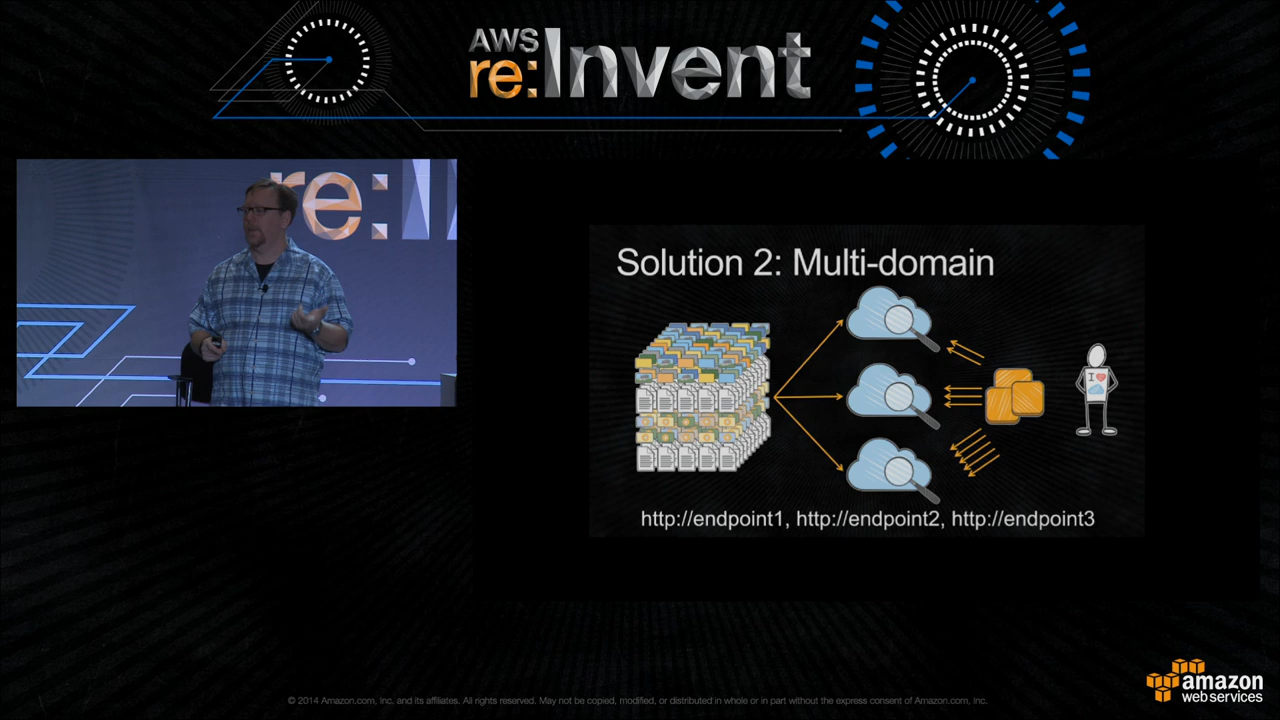 AWS
re:Invent
re:I
Solution 2: Multi-domain
I
http://endpoint1, http://endpoint2, http://endpoint3
amazon
web services
© 2014 Amazon.com, Inc. and its affiliates. All rights reserved. May not be copied, modified, or distributed in whole or in part without the express consent of Amazon.com, Inc.